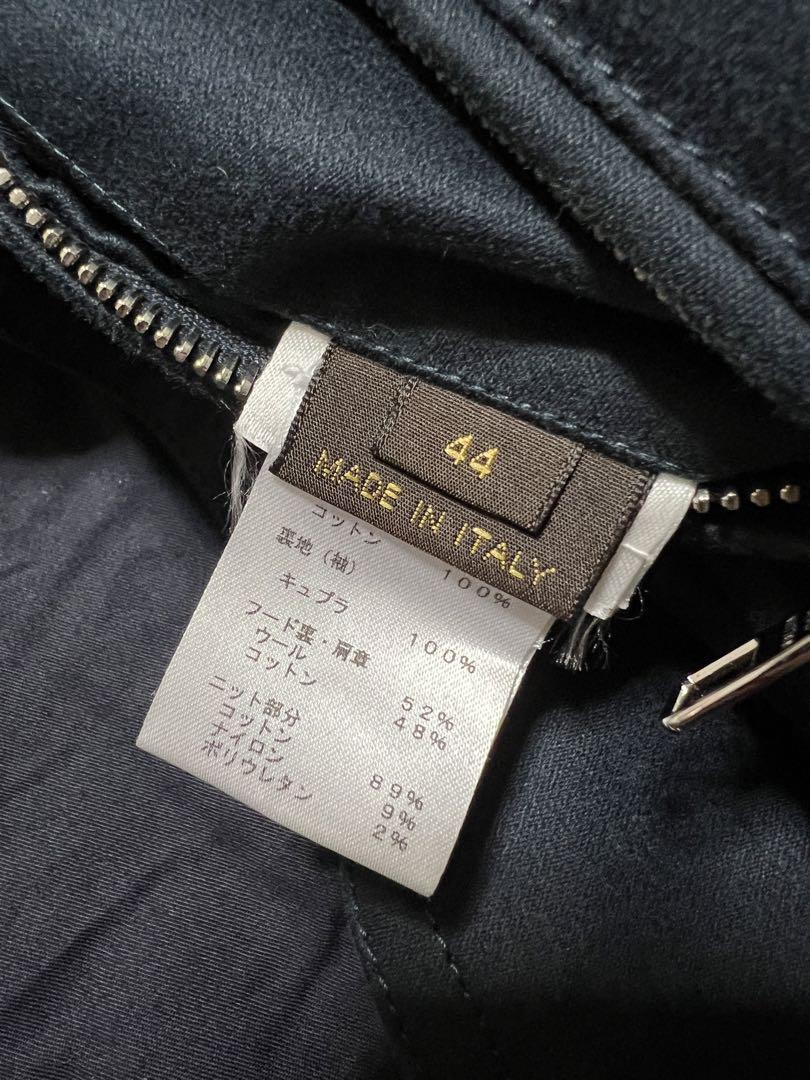 44
MADE IN ITALY
コットン 100%
裏地（袖）
キュプラ 100%
フード裏・肩章
ウール 52%
コットン 48%
ニット部分
コットン 89%
ナイロン 9%
ポリウレタン 2%